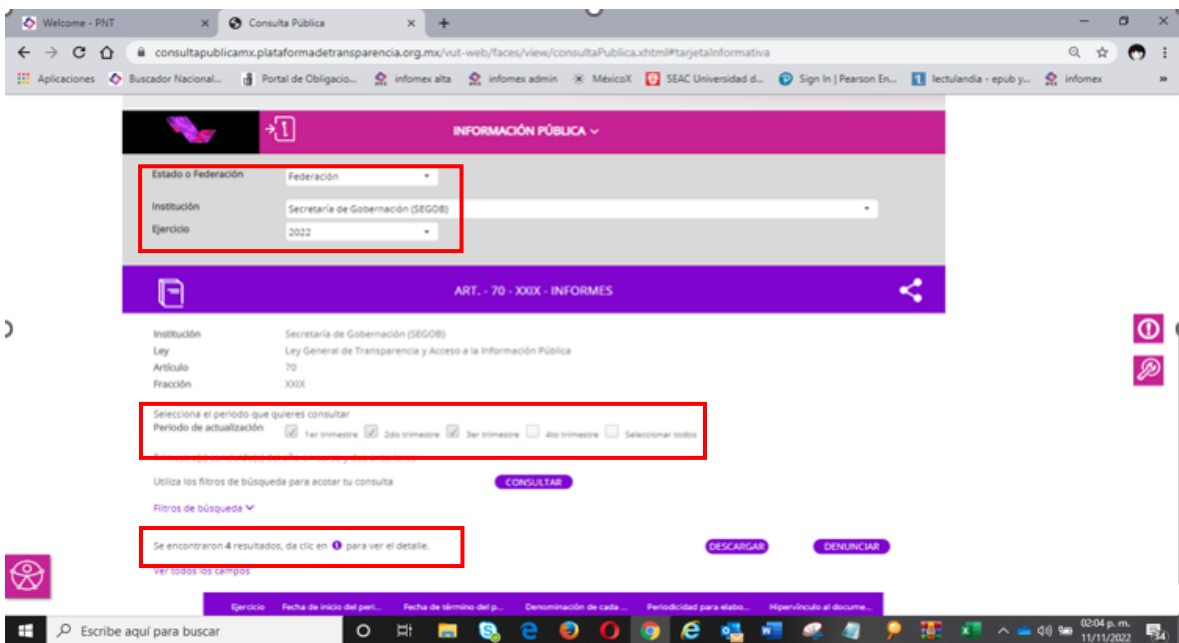 Welcome - PNT
Consulta Pública
consultapublicamx.plataformadetransparencia.org.mx/vut-web/faces/view/consultaPublica.xhtml#tarjetaInformativa
Aplicaciones Buscador Nacional... Portal de Obligacio... infomex alta infomex admin MéxicoX SEAC Universidad d... Sign In | Pearson En... lectulandia - epub y... infomex
INFORMACIÓN PÚBLICA
Estado o Federación Federación
Institución Secretaría de Gobernación (SEGOB)
Ejercicio 2022
ART. - 70 - XXIX - INFORMES
Institución Secretaría de Gobernación (SEGOB)
Ley Ley General de Transparencia y Acceso a la Información Pública
Artículo 70
Fracción XXIX
Selecciona el periodo que quieres consultar
Periodo de actualización 1er trimestre 2do trimestre 3er trimestre 4to trimestre Seleccionar todos
Utiliza los filtros de búsqueda para acotar tu consulta CONSULTAR
Filtros de búsqueda
Se encontraron 4 resultados, da clic en para ver el detalle. DESCARGAR DENUNCIAR
Ver todos los campos
Ejercicio Fecha de inicio del peri... Fecha de término del p... Denominación de cada ... Periodicidad para elabo... Hipervínculo al docume...
Escribe aquí para buscar
02:04 p. m.
11/11/2022